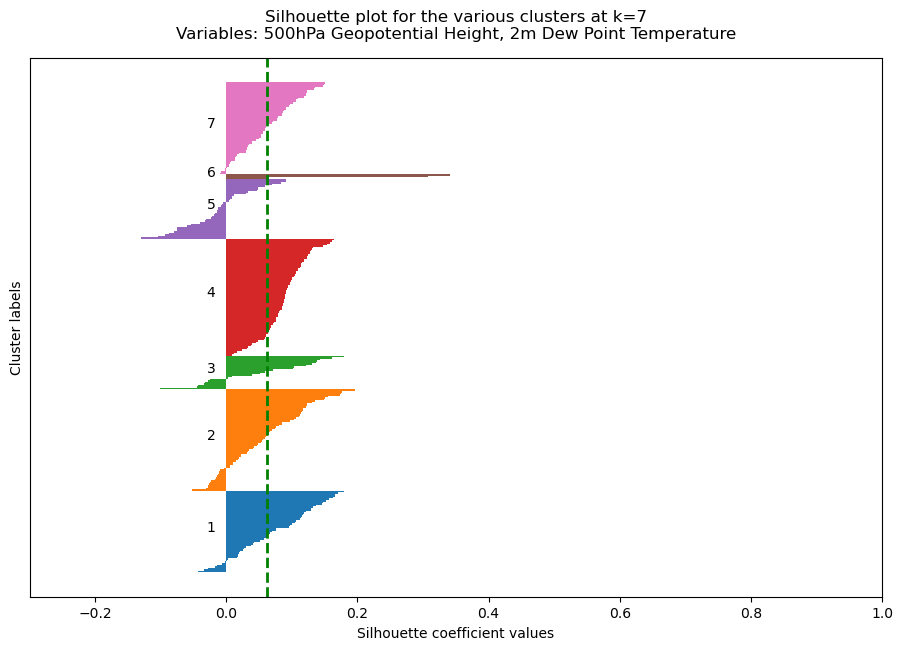 Silhouette plot for the various clusters at k=7
Variables: 500hPa Geopotential Height, 2m Dew Point Temperature
Cluster labels
7
6
5
4
3
2
1
−0.2 0.0 0.2 0.4 0.6 0.8 1.0
Silhouette coefficient values